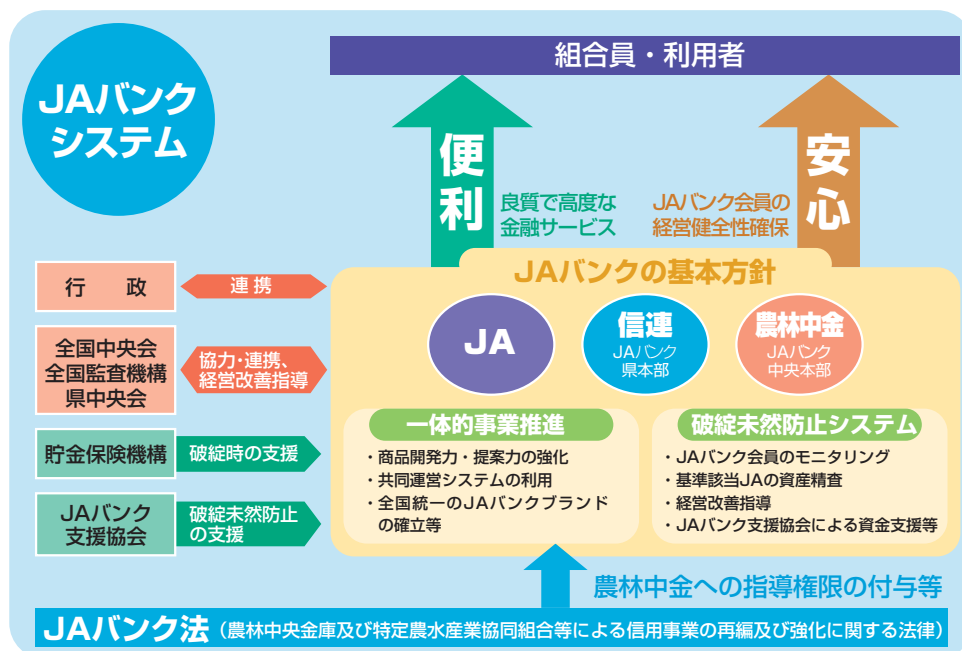 JAバンク
システム
組合員・利用者
便利
良質で高度な
金融サービス
安心
JAバンク会員の
経営健全性確保
JAバンクの基本方針
行　政
連携
全国中央会
全国監査機構
県中央会
協力・連携、
経営改善指導
貯金保険機構
破綻時の支援
JAバンク
支援協会
破綻未然防止
の支援
JA
信連
JAバンク
県本部
農林中金
JAバンク
中央本部
一体的事業推進
・商品開発力・提案力の強化
・共同運営システムの利用
・全国統一のJAバンクブランド
の確立等
破綻未然防止システム
・JAバンク会員のモニタリング
・基準該当JAの資産精査
・経営改善指導
・JAバンク支援協会による資金支援等
農林中金への指導権限の付与等
JAバンク法（農林中央金庫及び特定農水産業協同組合等による信用事業の再編及び強化に関する法律）